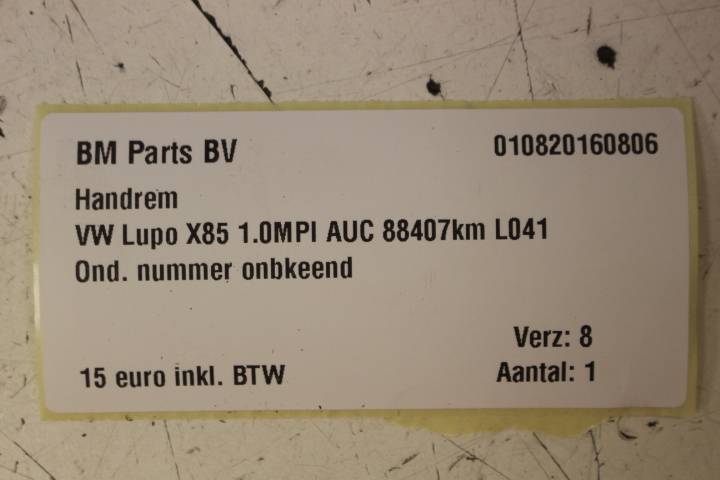 BM Parts BV 010820160806
Handrem
VW Lupo X85 1.0MPI AUC 88407km L041
Ond. nummer onbkeend
Verz: 8
15 euro inkl. BTW Aantal: 1